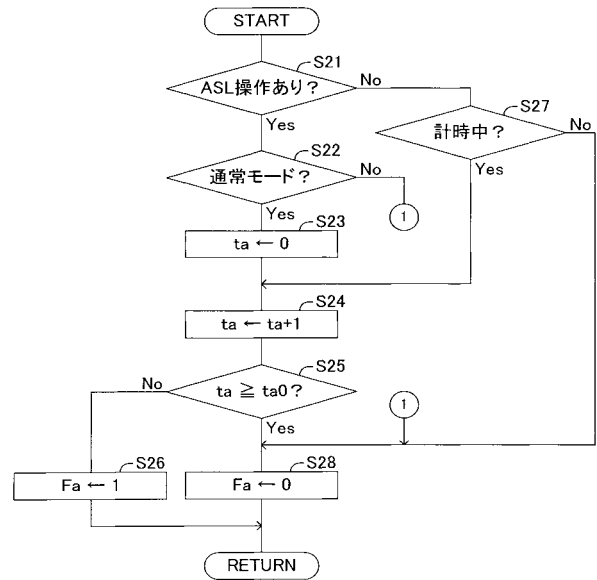 START
S21
ASL操作あり？
No
S27
計時中？
No
Yes
Yes
S22
通常モード？
No
1
Yes
S23
ta ← 0
S24
ta ← ta+1
S25
ta ≧ ta0？
No
1
Yes
S26
Fa ← 1
S28
Fa ← 0
RETURN